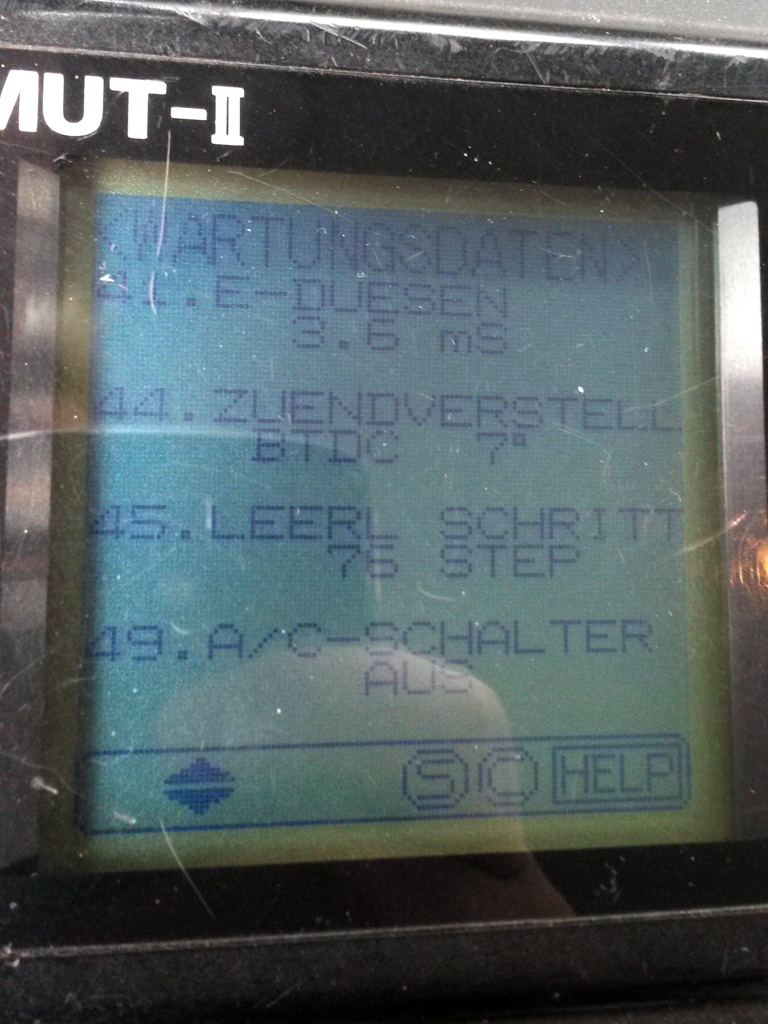 MUT-II
<WARTUNGSDATEN>
41.E-DUESEN
3.6 mS
44.ZUENDVERSTELL
BTDC 7°
45.LEERL SCHRITT
76 STEP
49.A/C-SCHALTER
AUS
S C HELP